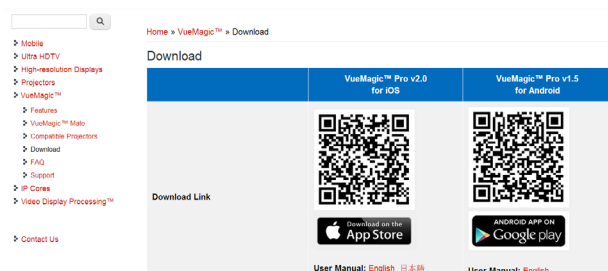 Home » VueMagic™ » Download
Mobile
Ultra HDTV
High-resolution Displays
Projectors
VueMagic™
Features
VueMagic™ Mate
Compatible Projectors
Download
FAQ
Support
IP Cores
Video Display Processing™
Contact Us
Download
VueMagic™ Pro v2.0
for iOS
VueMagic™ Pro v1.5
for Android
Download Link
Download on the
App Store
ANDROID APP ON
Google play
User Manual: English 日本語
User Manual: English